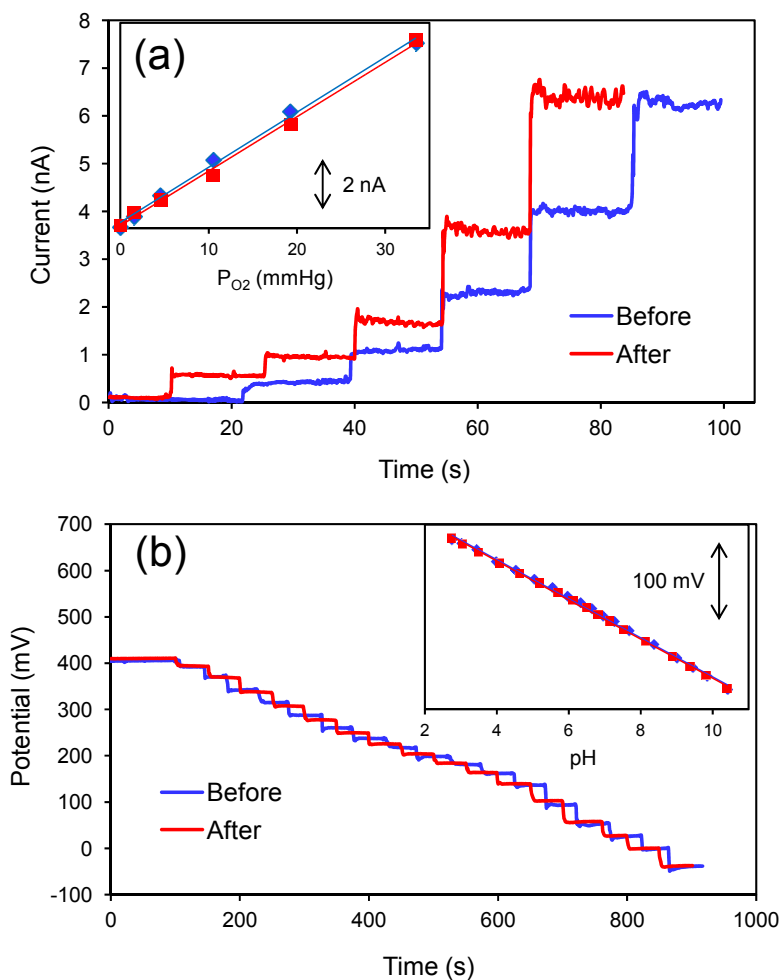 (a)
8
7
6
5
4
3
2
1
0
Current (nA)
2 nA
0 10 20 30
P_O2 (mmHg)
Before
After
0 20 40 60 80 100
Time (s)
(b)
700
600
500
400
300
200
100
0
-100
Potential (mV)
100 mV
2 4 6 8 10
pH
Before
After
0 200 400 600 800 1000
Time (s)